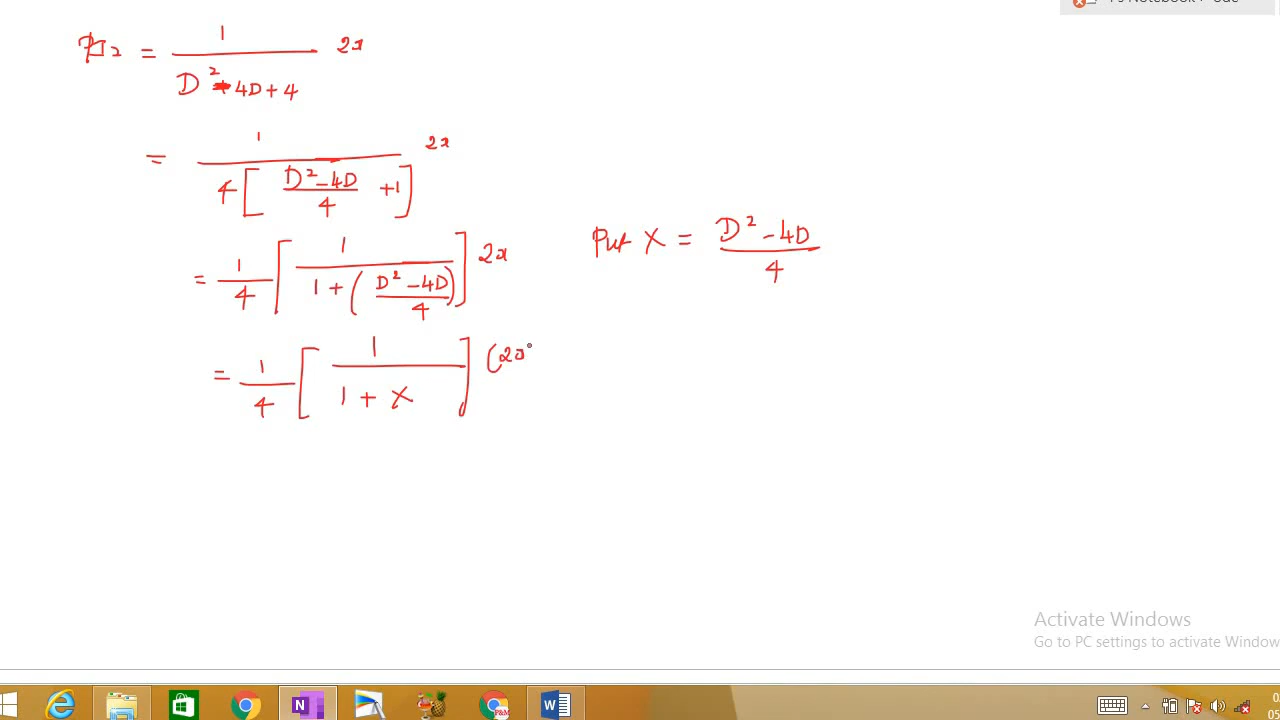 PI₂ = 1 / (D² - 4D + 4) 2x
= 1 / (4[(D² - 4D)/4 + 1]) 2x
= 1/4 [1 / (1 + ((D² - 4D)/4))] 2x
Put X = (D² - 4D)/4
= 1/4 [1 / (1 + X)] (2x
Activate Windows
Go to PC settings to activate Window